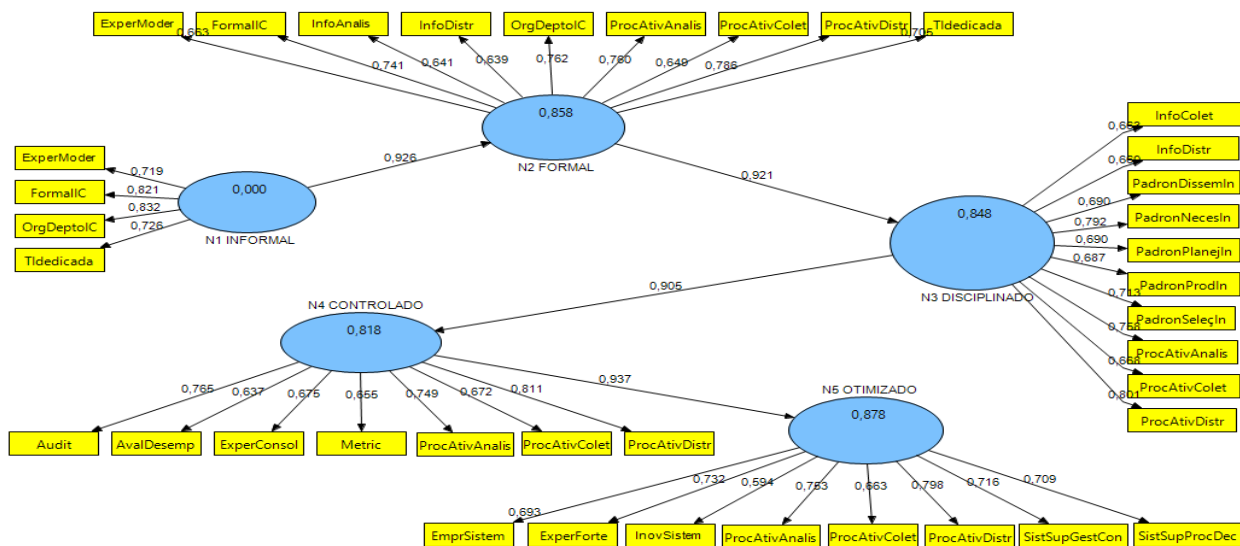 ExperModer
FormalIC
InfoAnalis
InfoDistr
OrgDeptoIC
ProcAtivAnalis
ProcAtivColet
ProcAtivDistr
TIdedicada
0,663
0,741
0,641
0,639
0,762
0,760
0,649
0,786
0,705
0,858
N2 FORMAL
0,926
0,921
ExperModer
FormalIC
OrgDeptoIC
TIdedicada
0,719
0,821
0,832
0,726
0,000
N1 INFORMAL
InfoColet
InfoDistr
PadronDissemIn
PadronNecesIn
PadronPlanejIn
PadronProdIn
PadronSeleçIn
ProcAtivAnalis
ProcAtivColet
ProcAtivDistr
0,690
0,792
0,690
0,687
0,713
0,668
0,801
0,848
N3 DISCIPLINADO
0,905
N4 CONTROLADO
0,818
0,937
0,765
0,637
0,675
0,655
0,749
0,672
0,811
Audit
AvalDesemp
ExperConsol
Metric
ProcAtivAnalis
ProcAtivColet
ProcAtivDistr
N5 OTIMIZADO
0,878
0,693
0,732
0,594
0,753
0,663
0,798
0,716
0,709
EmprSistem
ExperForte
InovSistem
ProcAtivAnalis
ProcAtivColet
ProcAtivDistr
SistSupGestCon
SistSupProcDec